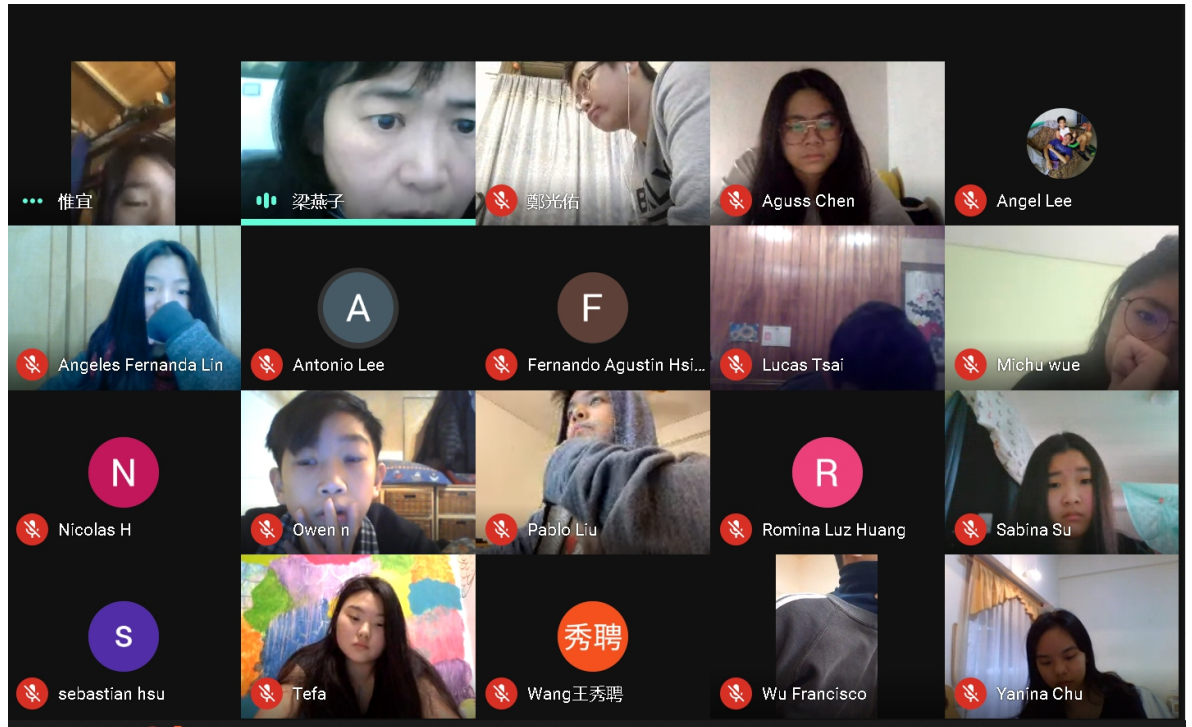 惟宜
梁燕子
鄭光佑
Aguss Chen
Angel Lee
Angeles Fernanda Lin
A
Antonio Lee
F
Fernando Agustin Hsi...
Lucas Tsai
Michu wue
N
Nicolas H
Owen n
Pablo Liu
R
Romina Luz Huang
Sabina Su
s
sebastian hsu
Tefa
秀聘
Wang王秀聘
Wu Francisco
Yanina Chu